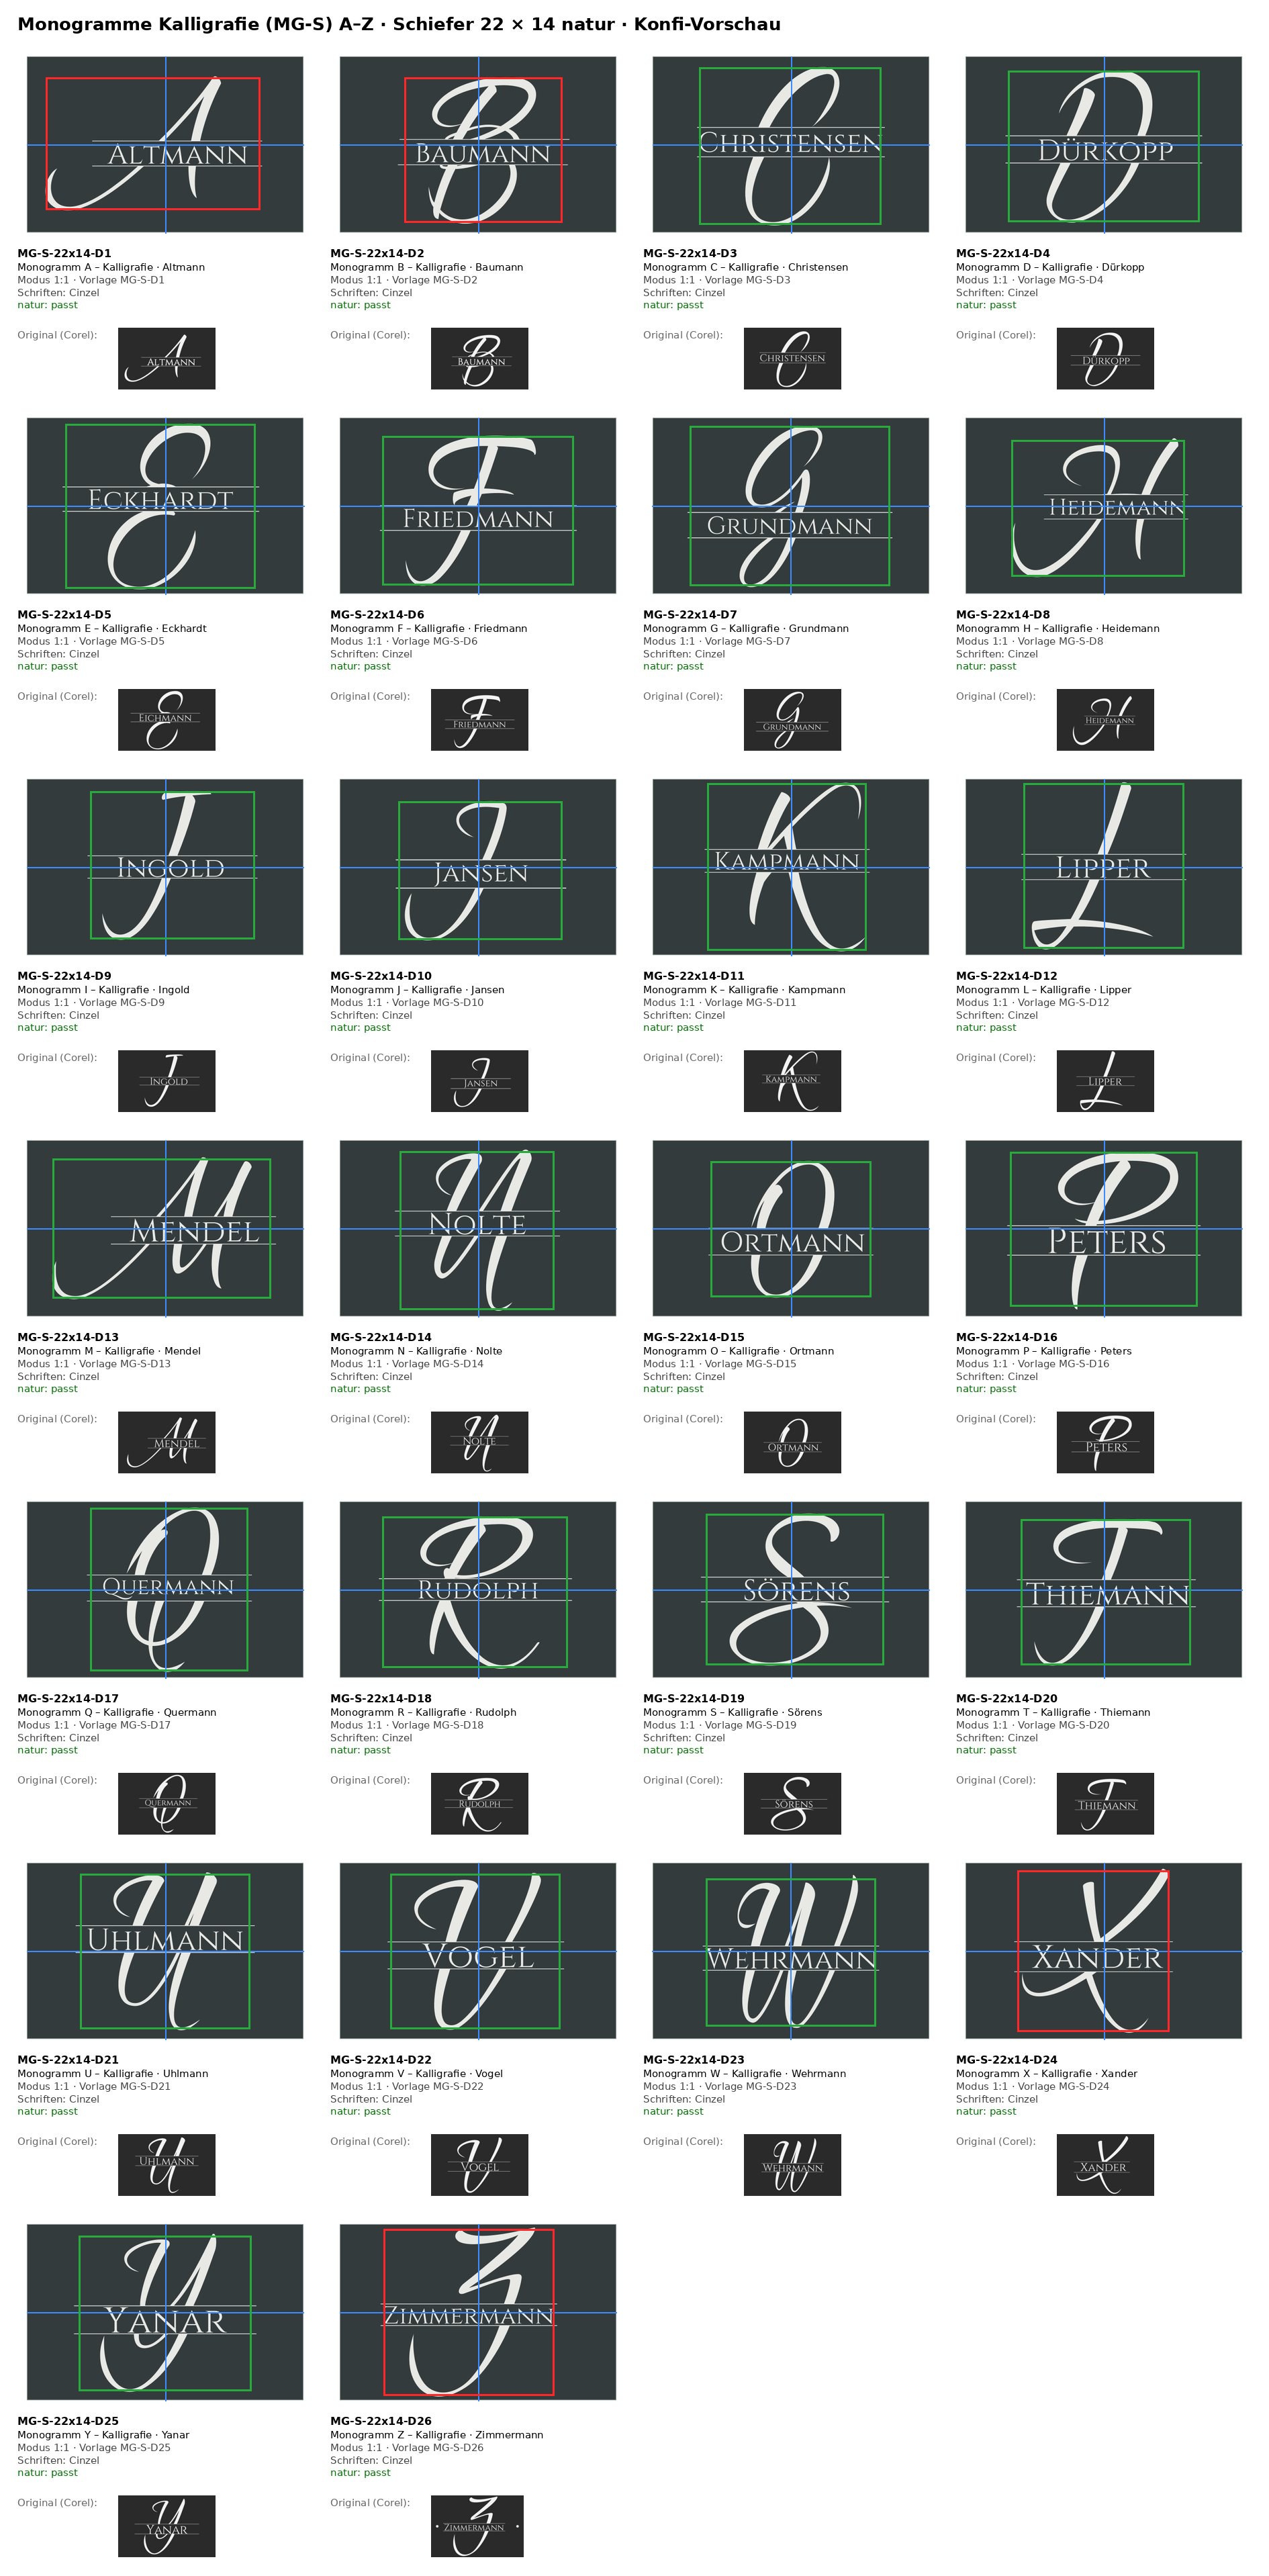 Monogramme Kalligrafie (MG-S) A–Z · Schiefer 22 × 14 natur · Konfi-Vorschau
ALTMANN
BAUMANN
CHRISTENSEN
DÜRKOPP
MG-S-22x14-D1
MG-S-22x14-D2
MG-S-22x14-D3
MG-S-22x14-D4
Monogramm A – Kalligrafie · Altmann
Monogramm B – Kalligrafie · Baumann
Monogramm C – Kalligrafie · Christensen
Monogramm D – Kalligrafie · Dürkopp
Modus 1:1 · Vorlage MG-S-D1
Modus 1:1 · Vorlage MG-S-D2
Modus 1:1 · Vorlage MG-S-D3
Modus 1:1 · Vorlage MG-S-D4
Schriften: Cinzel
Schriften: Cinzel
Schriften: Cinzel
Schriften: Cinzel
natur: passt
natur: passt
natur: passt
natur: passt
Original (Corel):
ALTMANN
Original (Corel):
BAUMANN
Original (Corel):
CHRISTENSEN
Original (Corel):
DÜRKOPP
ECKHARDT
FRIEDMANN
GRUNDMANN
HEIDEMANN
MG-S-22x14-D5
MG-S-22x14-D6
MG-S-22x14-D7
MG-S-22x14-D8
Monogramm E – Kalligrafie · Eckhardt
Monogramm F – Kalligrafie · Friedmann
Monogramm G – Kalligrafie · Grundmann
Monogramm H – Kalligrafie · Heidemann
Modus 1:1 · Vorlage MG-S-D5
Modus 1:1 · Vorlage MG-S-D6
Modus 1:1 · Vorlage MG-S-D7
Modus 1:1 · Vorlage MG-S-D8
Schriften: Cinzel
Schriften: Cinzel
Schriften: Cinzel
Schriften: Cinzel
natur: passt
natur: passt
natur: passt
natur: passt
Original (Corel):
EICHMANN
Original (Corel):
FRIEDMANN
Original (Corel):
GRUNDMANN
Original (Corel):
HEIDEMANN
INGOLD
JANSEN
KAMPMANN
LIPPER
MG-S-22x14-D9
MG-S-22x14-D10
MG-S-22x14-D11
MG-S-22x14-D12
Monogramm I – Kalligrafie · Ingold
Monogramm J – Kalligrafie · Jansen
Monogramm K – Kalligrafie · Kampmann
Monogramm L – Kalligrafie · Lipper
Modus 1:1 · Vorlage MG-S-D9
Modus 1:1 · Vorlage MG-S-D10
Modus 1:1 · Vorlage MG-S-D11
Modus 1:1 · Vorlage MG-S-D12
Schriften: Cinzel
Schriften: Cinzel
Schriften: Cinzel
Schriften: Cinzel
natur: passt
natur: passt
natur: passt
natur: passt
Original (Corel):
INGOLD
Original (Corel):
JANSEN
Original (Corel):
KAMPMANN
Original (Corel):
LIPPER
MENDEL
NOLTE
ORTMANN
PETERS
MG-S-22x14-D13
MG-S-22x14-D14
MG-S-22x14-D15
MG-S-22x14-D16
Monogramm M – Kalligrafie · Mendel
Monogramm N – Kalligrafie · Nolte
Monogramm O – Kalligrafie · Ortmann
Monogramm P – Kalligrafie · Peters
Modus 1:1 · Vorlage MG-S-D13
Modus 1:1 · Vorlage MG-S-D14
Modus 1:1 · Vorlage MG-S-D15
Modus 1:1 · Vorlage MG-S-D16
Schriften: Cinzel
Schriften: Cinzel
Schriften: Cinzel
Schriften: Cinzel
natur: passt
natur: passt
natur: passt
natur: passt
Original (Corel):
MENDEL
Original (Corel):
NOLTE
Original (Corel):
ORTMANN
Original (Corel):
PETERS
QUERMANN
RUDOLPH
SÖRENS
THIEMANN
MG-S-22x14-D17
MG-S-22x14-D18
MG-S-22x14-D19
MG-S-22x14-D20
Monogramm Q – Kalligrafie · Quermann
Monogramm R – Kalligrafie · Rudolph
Monogramm S – Kalligrafie · Sörens
Monogramm T – Kalligrafie · Thiemann
Modus 1:1 · Vorlage MG-S-D17
Modus 1:1 · Vorlage MG-S-D18
Modus 1:1 · Vorlage MG-S-D19
Modus 1:1 · Vorlage MG-S-D20
Schriften: Cinzel
Schriften: Cinzel
Schriften: Cinzel
Schriften: Cinzel
natur: passt
natur: passt
natur: passt
natur: passt
Original (Corel):
QUERMANN
Original (Corel):
RUDOLPH
Original (Corel):
SÖRENS
Original (Corel):
THIEMANN
UHLMANN
VOGEL
WEHRMANN
XANDER
MG-S-22x14-D21
MG-S-22x14-D22
MG-S-22x14-D23
MG-S-22x14-D24
Monogramm U – Kalligrafie · Uhlmann
Monogramm V – Kalligrafie · Vogel
Monogramm W – Kalligrafie · Wehrmann
Monogramm X – Kalligrafie · Xander
Modus 1:1 · Vorlage MG-S-D21
Modus 1:1 · Vorlage MG-S-D22
Modus 1:1 · Vorlage MG-S-D23
Modus 1:1 · Vorlage MG-S-D24
Schriften: Cinzel
Schriften: Cinzel
Schriften: Cinzel
Schriften: Cinzel
natur: passt
natur: passt
natur: passt
natur: passt
Original (Corel):
UHLMANN
Original (Corel):
VOGEL
Original (Corel):
WEHRMANN
Original (Corel):
XANDER
YANAR
ZIMMERMANN
MG-S-22x14-D25
MG-S-22x14-D26
Monogramm Y – Kalligrafie · Yanar
Monogramm Z – Kalligrafie · Zimmermann
Modus 1:1 · Vorlage MG-S-D25
Modus 1:1 · Vorlage MG-S-D26
Schriften: Cinzel
Schriften: Cinzel
natur: passt
natur: passt
Original (Corel):
YANAR
Original (Corel):
ZIMMERMANN